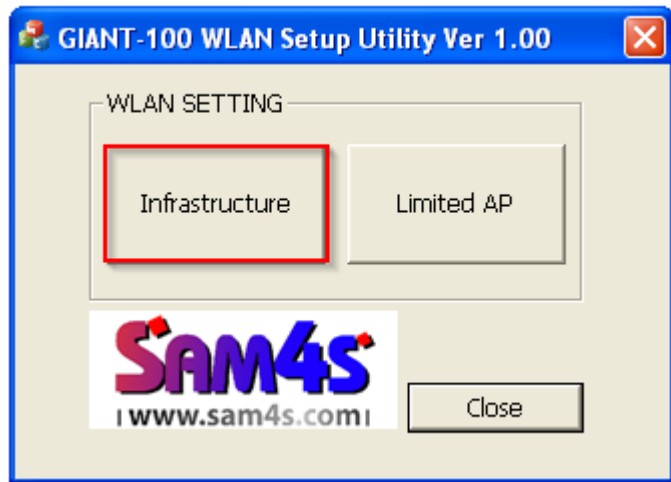 GIANT-100 WLAN Setup Utility Ver 1.00
WLAN SETTING
Infrastructure
Limited AP
SAM4S
www.sam4s.com
Close